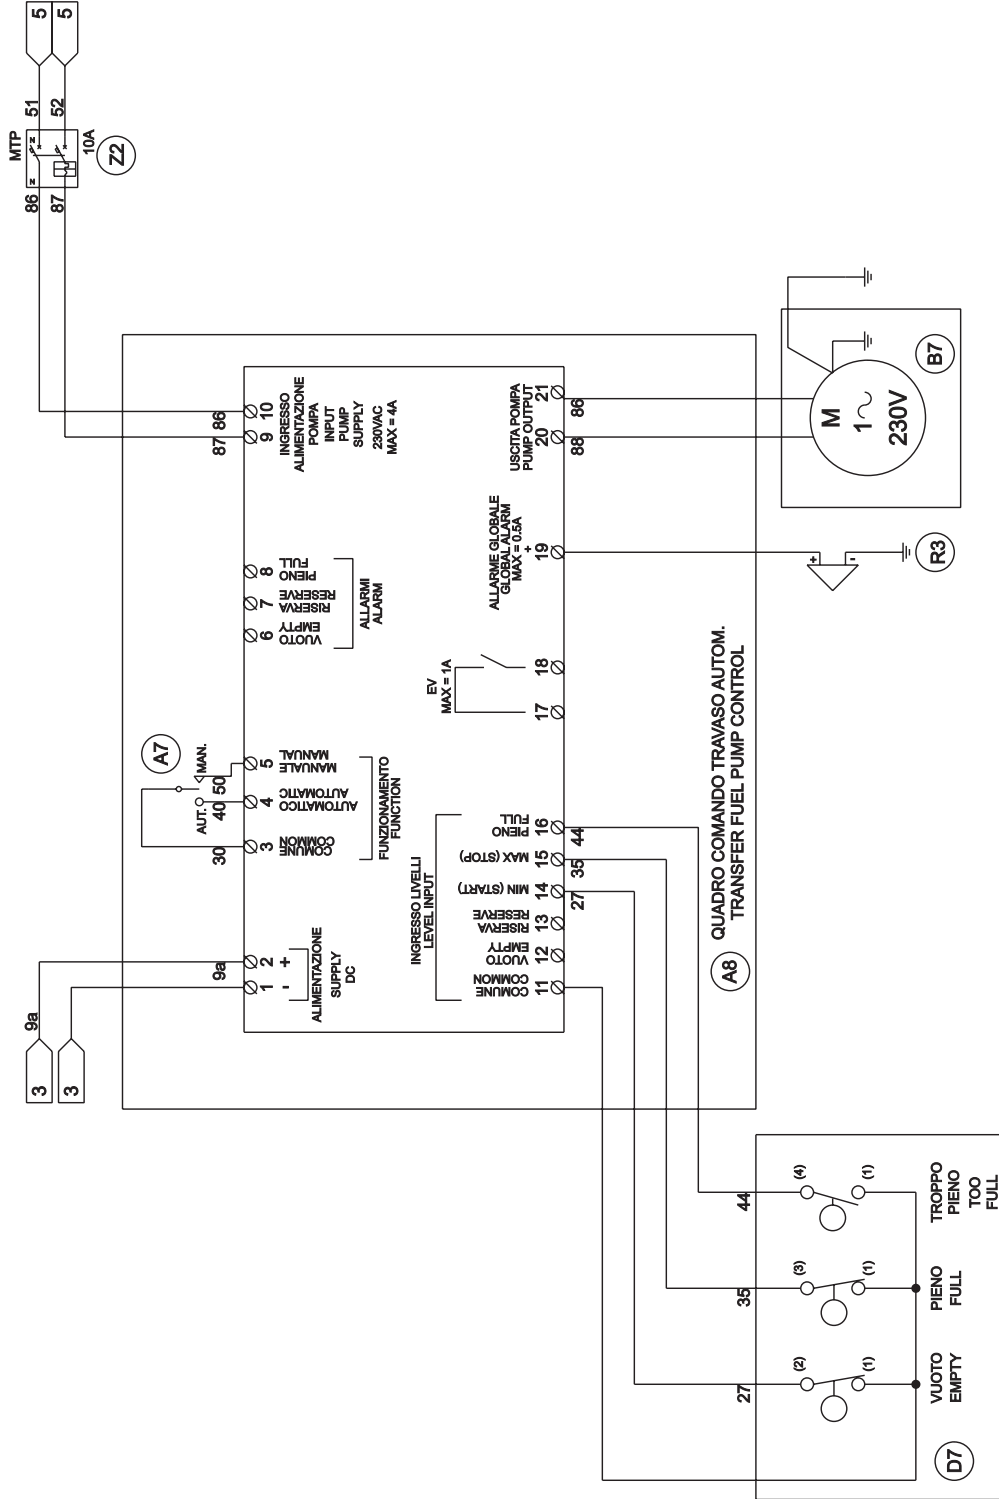 5
5
51
52
MTP
N
N
10A
Z2
86
87
87
86
9
10
INGRESSO
ALIMENTAZIONE
POMPA
INPUT
PUMP
SUPPLY
230VAC
MAX = 4A
6
7
8
VUOTO
EMPTY
RISERVA
RESERVE
PIENO
FULL
ALLARMI
ALARM
A7
AUT.
MAN.
30
40
50
3
4
5
COMUNE
COMMON
AUTOMATICO
AUTOMATIC
MANUALE
MANUAL
FUNZIONAMENTO
FUNCTION
9a
3
3
9a
1
2
-
+
ALIMENTAZIONE
SUPPLY
DC
INGRESSO LIVELLI
LEVEL INPUT
COMUNE
COMMON
VUOTO
EMPTY
RISERVA
RESERVE
MIN (START)
MAX (STOP)
PIENO
FULL
11
12
13
14
15
16
27
35
44
EV
MAX = 1A
17
18
ALLARME GLOBALE
GLOBAL ALARM
MAX = 0.5A
+
19
USCITA POMPA
PUMP OUTPUT
20
21
88
86
M
1
230V
B7
+
-
R3
QUADRO COMANDO TRAVASO AUTOM.
TRANSFER FUEL PUMP CONTROL
A8
27
35
44
(2)
(3)
(4)
(1)
(1)
(1)
VUOTO
EMPTY
PIENO
FULL
TROPPO
PIENO
TOO
FULL
D7